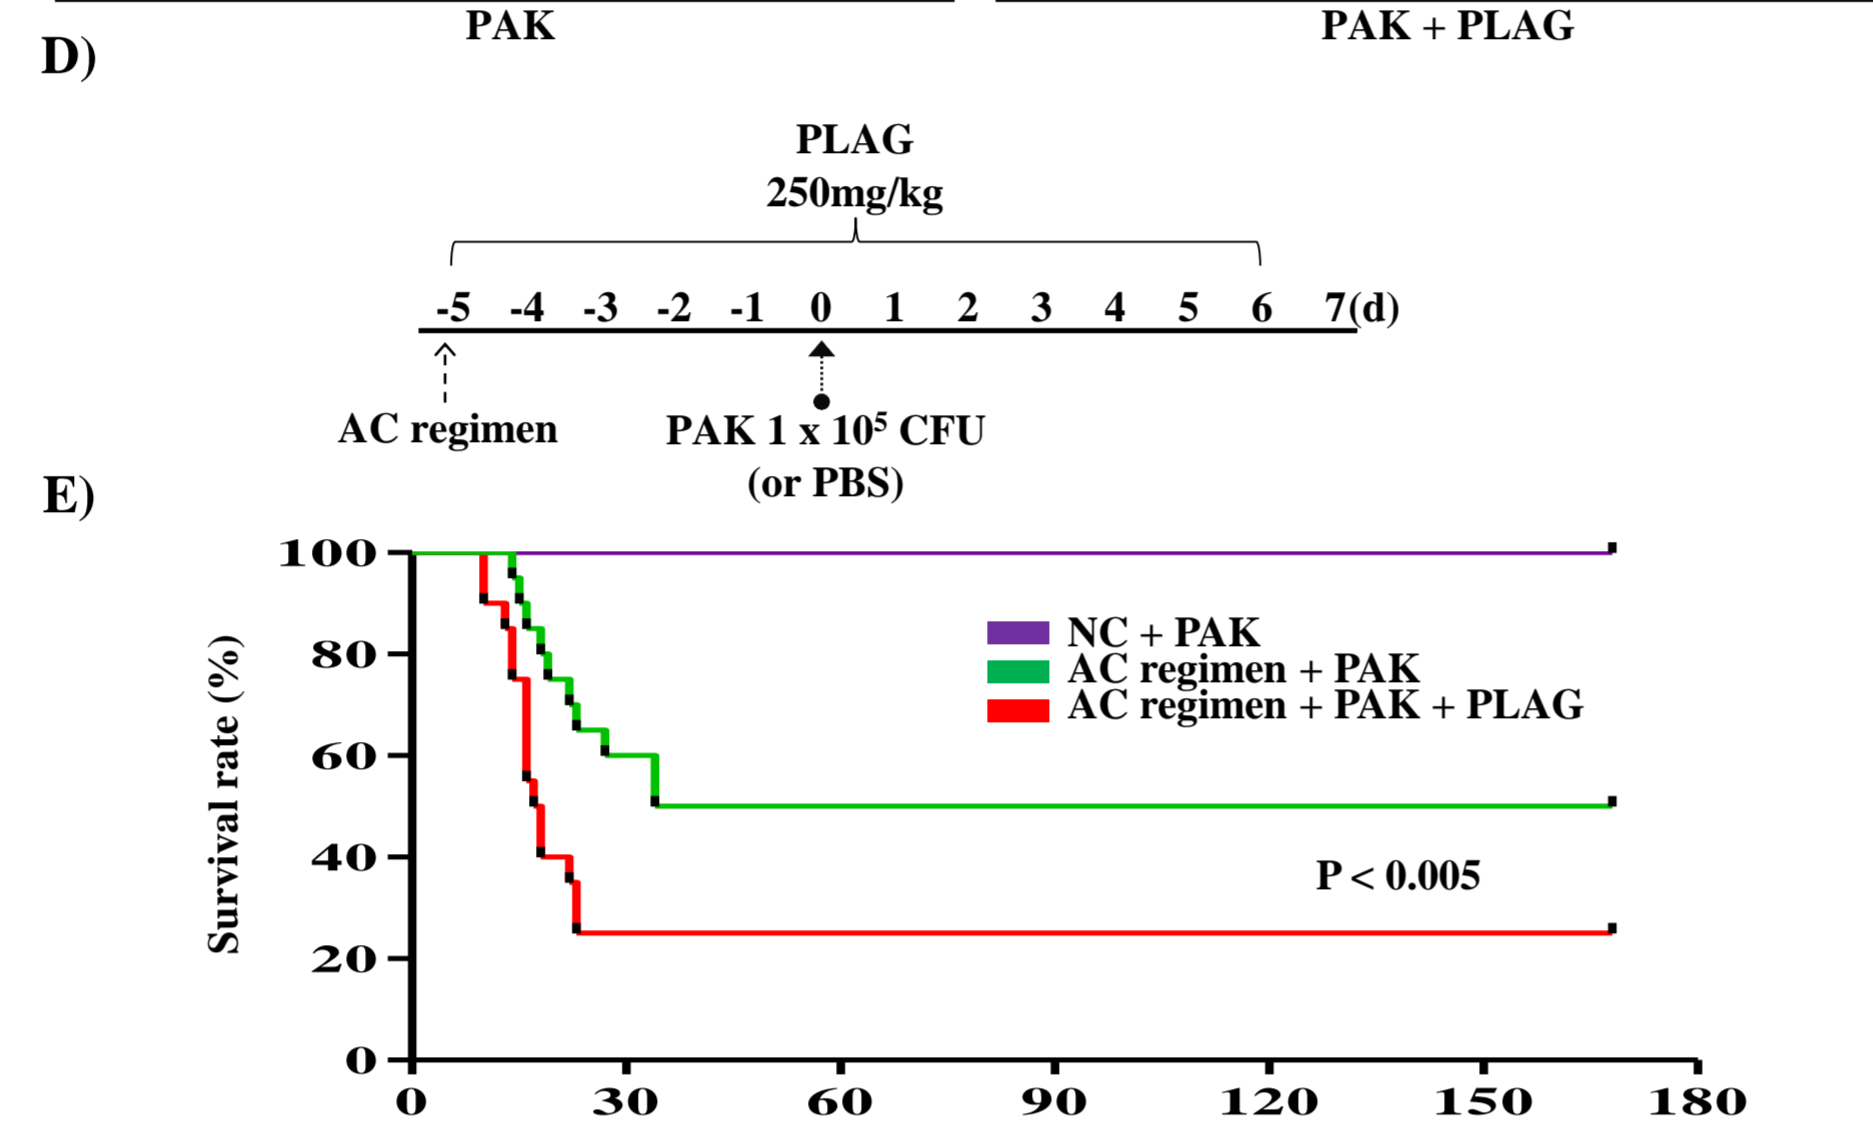 PAK
PAK + PLAG
D)
PLAG
250mg/kg
-5 -4 -3 -2 -1 0 1 2 3 4 5 6 7(d)
AC regimen
PAK 1 x 10⁵ CFU
(or PBS)
E)
Survival rate (%)
100
80
60
40
20
0
NC + PAK
AC regimen + PAK
AC regimen + PAK + PLAG
P < 0.005
0 30 60 90 120 150 180